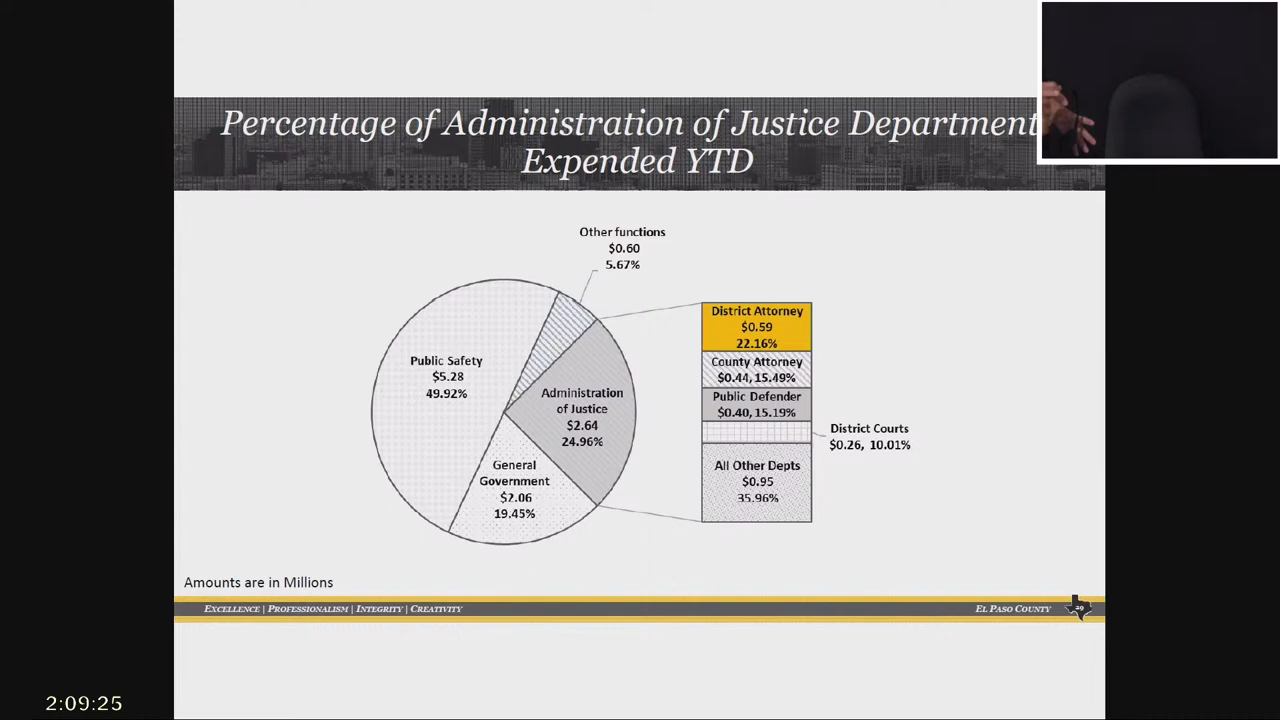 Percentage of Administration of Justice Department
Expended YTD
Other functions
$0.60
5.67%
Public Safety
$5.28
49.92%
Administration
of Justice
$2.64
24.96%
General
Government
$2.06
19.45%
District Attorney
$0.59
22.16%
County Attorney
$0.44, 15.49%
Public Defender
$0.40, 15.19%
District Courts
$0.26, 10.01%
All Other Depts
$0.95
35.96%
Amounts are in Millions
EXCELLENCE | PROFESSIONALISM | INTEGRITY | CREATIVITY
EL PASO COUNTY
2:09:25